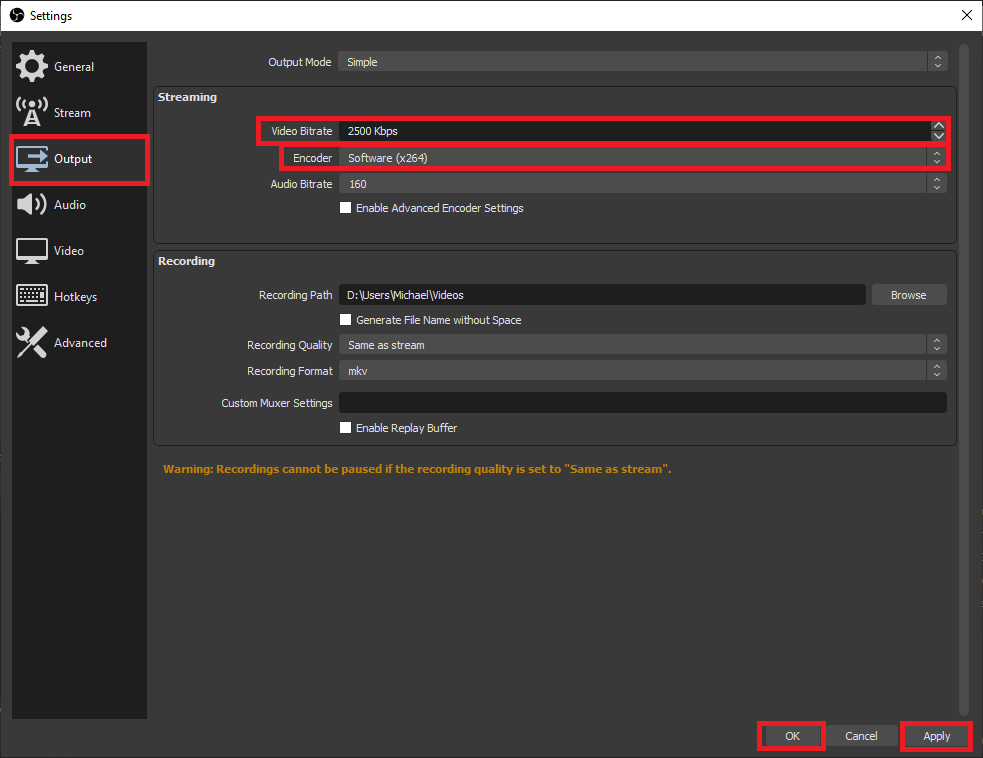 Settings
General
Stream
Output
Audio
Video
Hotkeys
Advanced
Output Mode Simple
Streaming
Video Bitrate 2500 Kbps
Encoder Software (x264)
Audio Bitrate 160
Enable Advanced Encoder Settings
Recording
Recording Path D:\Users\Michael\Videos Browse
Generate File Name without Space
Recording Quality Same as stream
Recording Format mkv
Custom Muxer Settings
Enable Replay Buffer
Warning: Recordings cannot be paused if the recording quality is set to "Same as stream".
OK Cancel Apply